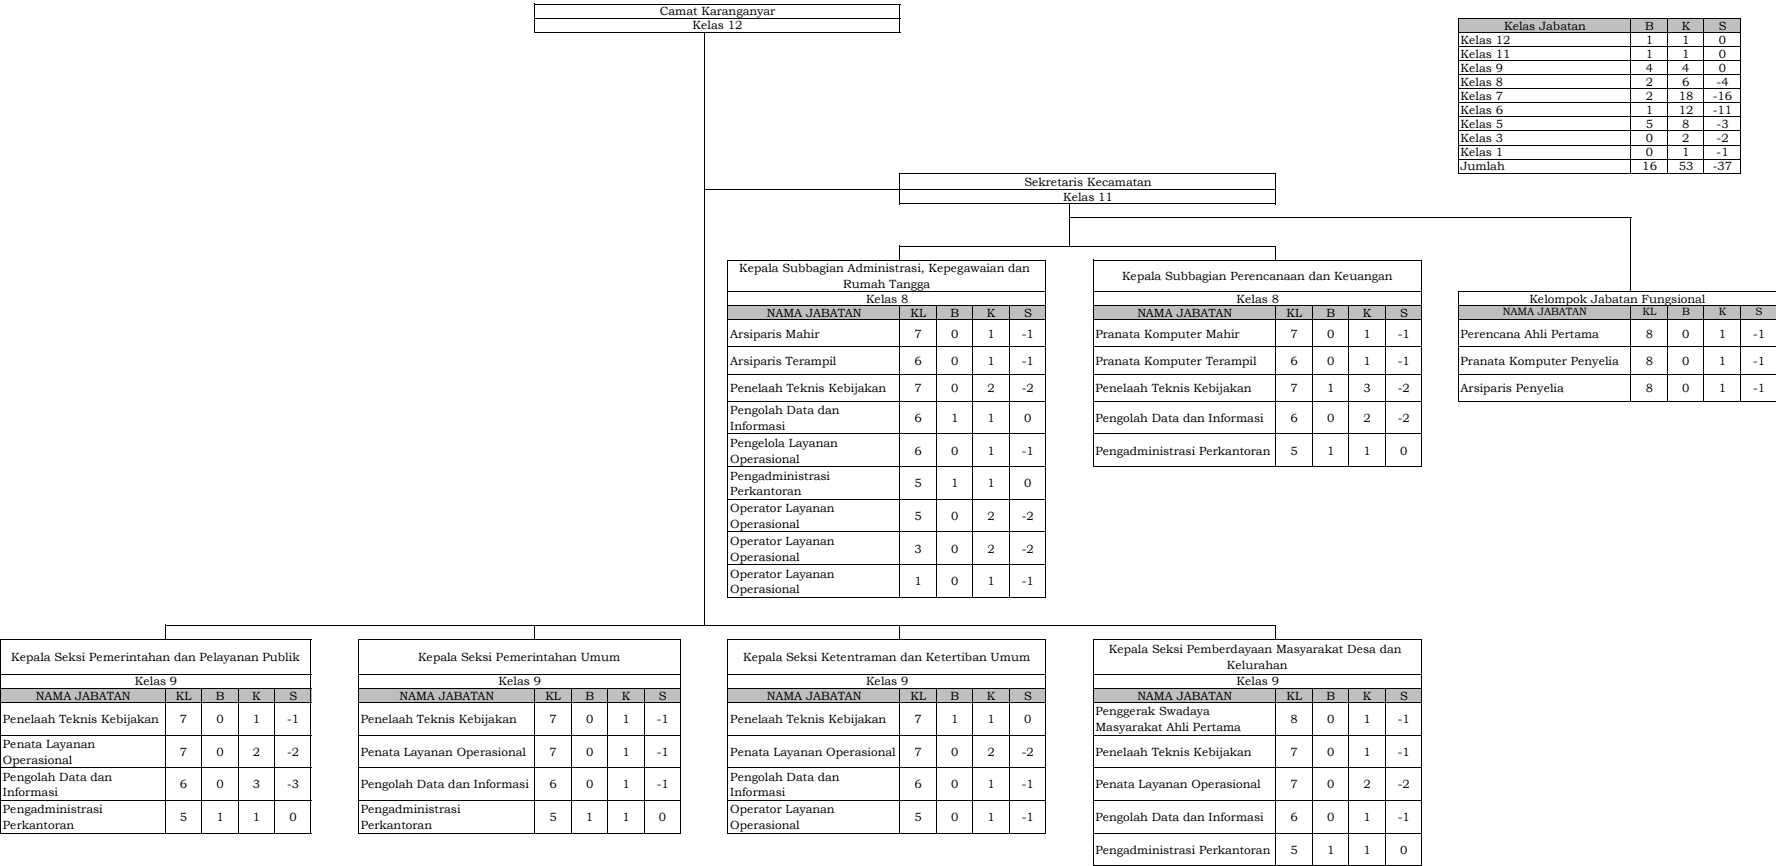 Camat Karanganyar
Kelas 12
Kelas Jabatan B K S
Kelas 12 1 1 0
Kelas 11 1 1 0
Kelas 9 4 4 0
Kelas 8 2 6 -4
Kelas 7 2 18 -16
Kelas 6 1 12 -11
Kelas 5 5 8 -3
Kelas 3 0 2 -2
Kelas 1 0 1 -1
Jumlah 16 53 -37
Sekretaris Kecamatan
Kelas 11
Kepala Subbagian Administrasi, Kepegawaian dan
Rumah Tangga
Kelas 8
NAMA JABATAN KL B K S
Arsiparis Mahir 7 0 1 -1
Arsiparis Terampil 6 0 1 -1
Penelaah Teknis Kebijakan 7 0 2 -2
Pengolah Data dan
Informasi 6 1 1 0
Pengelola Layanan
Operasional 6 0 1 -1
Pengadministrasi
Perkantoran 5 1 1 0
Operator Layanan
Operasional 5 0 2 -2
Operator Layanan
Operasional 3 0 2 -2
Operator Layanan
Operasional 1 0 1 -1
Kepala Subbagian Perencanaan dan Keuangan
Kelas 8
NAMA JABATAN KL B K S
Pranata Komputer Mahir 7 0 1 -1
Pranata Komputer Terampil 6 0 1 -1
Penelaah Teknis Kebijakan 7 1 3 -2
Pengolah Data dan Informasi 6 0 2 -2
Pengadministrasi Perkantoran 5 1 1 0
Kelompok Jabatan Fungsional
NAMA JABATAN KL B K S
Perencana Ahli Pertama 8 0 1 -1
Pranata Komputer Penyelia 8 0 1 -1
Arsiparis Penyelia 8 0 1 -1
Kepala Seksi Pemerintahan dan Pelayanan Publik
Kelas 9
NAMA JABATAN KL B K S
Penelaah Teknis Kebijakan 7 0 1 -1
Penata Layanan
Operasional 7 0 2 -2
Pengolah Data dan
Informasi 6 0 3 -3
Pengadministrasi
Perkantoran 5 1 1 0
Kepala Seksi Pemerintahan Umum
Kelas 9
NAMA JABATAN KL B K S
Penelaah Teknis Kebijakan 7 0 1 -1
Penata Layanan Operasional 7 0 1 -1
Pengolah Data dan Informasi 6 0 1 -1
Pengadministrasi
Perkantoran 5 1 1 0
Kepala Seksi Ketentraman dan Ketertiban Umum
Kelas 9
NAMA JABATAN KL B K S
Penelaah Teknis Kebijakan 7 1 1 0
Penata Layanan Operasional 7 0 2 -2
Pengolah Data dan
Informasi 6 0 1 -1
Operator Layanan
Operasional 5 0 1 -1
Kepala Seksi Pemberdayaan Masyarakat Desa dan
Kelurahan
Kelas 9
NAMA JABATAN KL B K S
Penggerak Swadaya
Masyarakat Ahli Pertama 8 0 1 -1
Penelaah Teknis Kebijakan 7 0 1 -1
Penata Layanan Operasional 7 0 2 -2
Pengolah Data dan Informasi 6 0 1 -1
Pengadministrasi Perkantoran 5 1 1 0